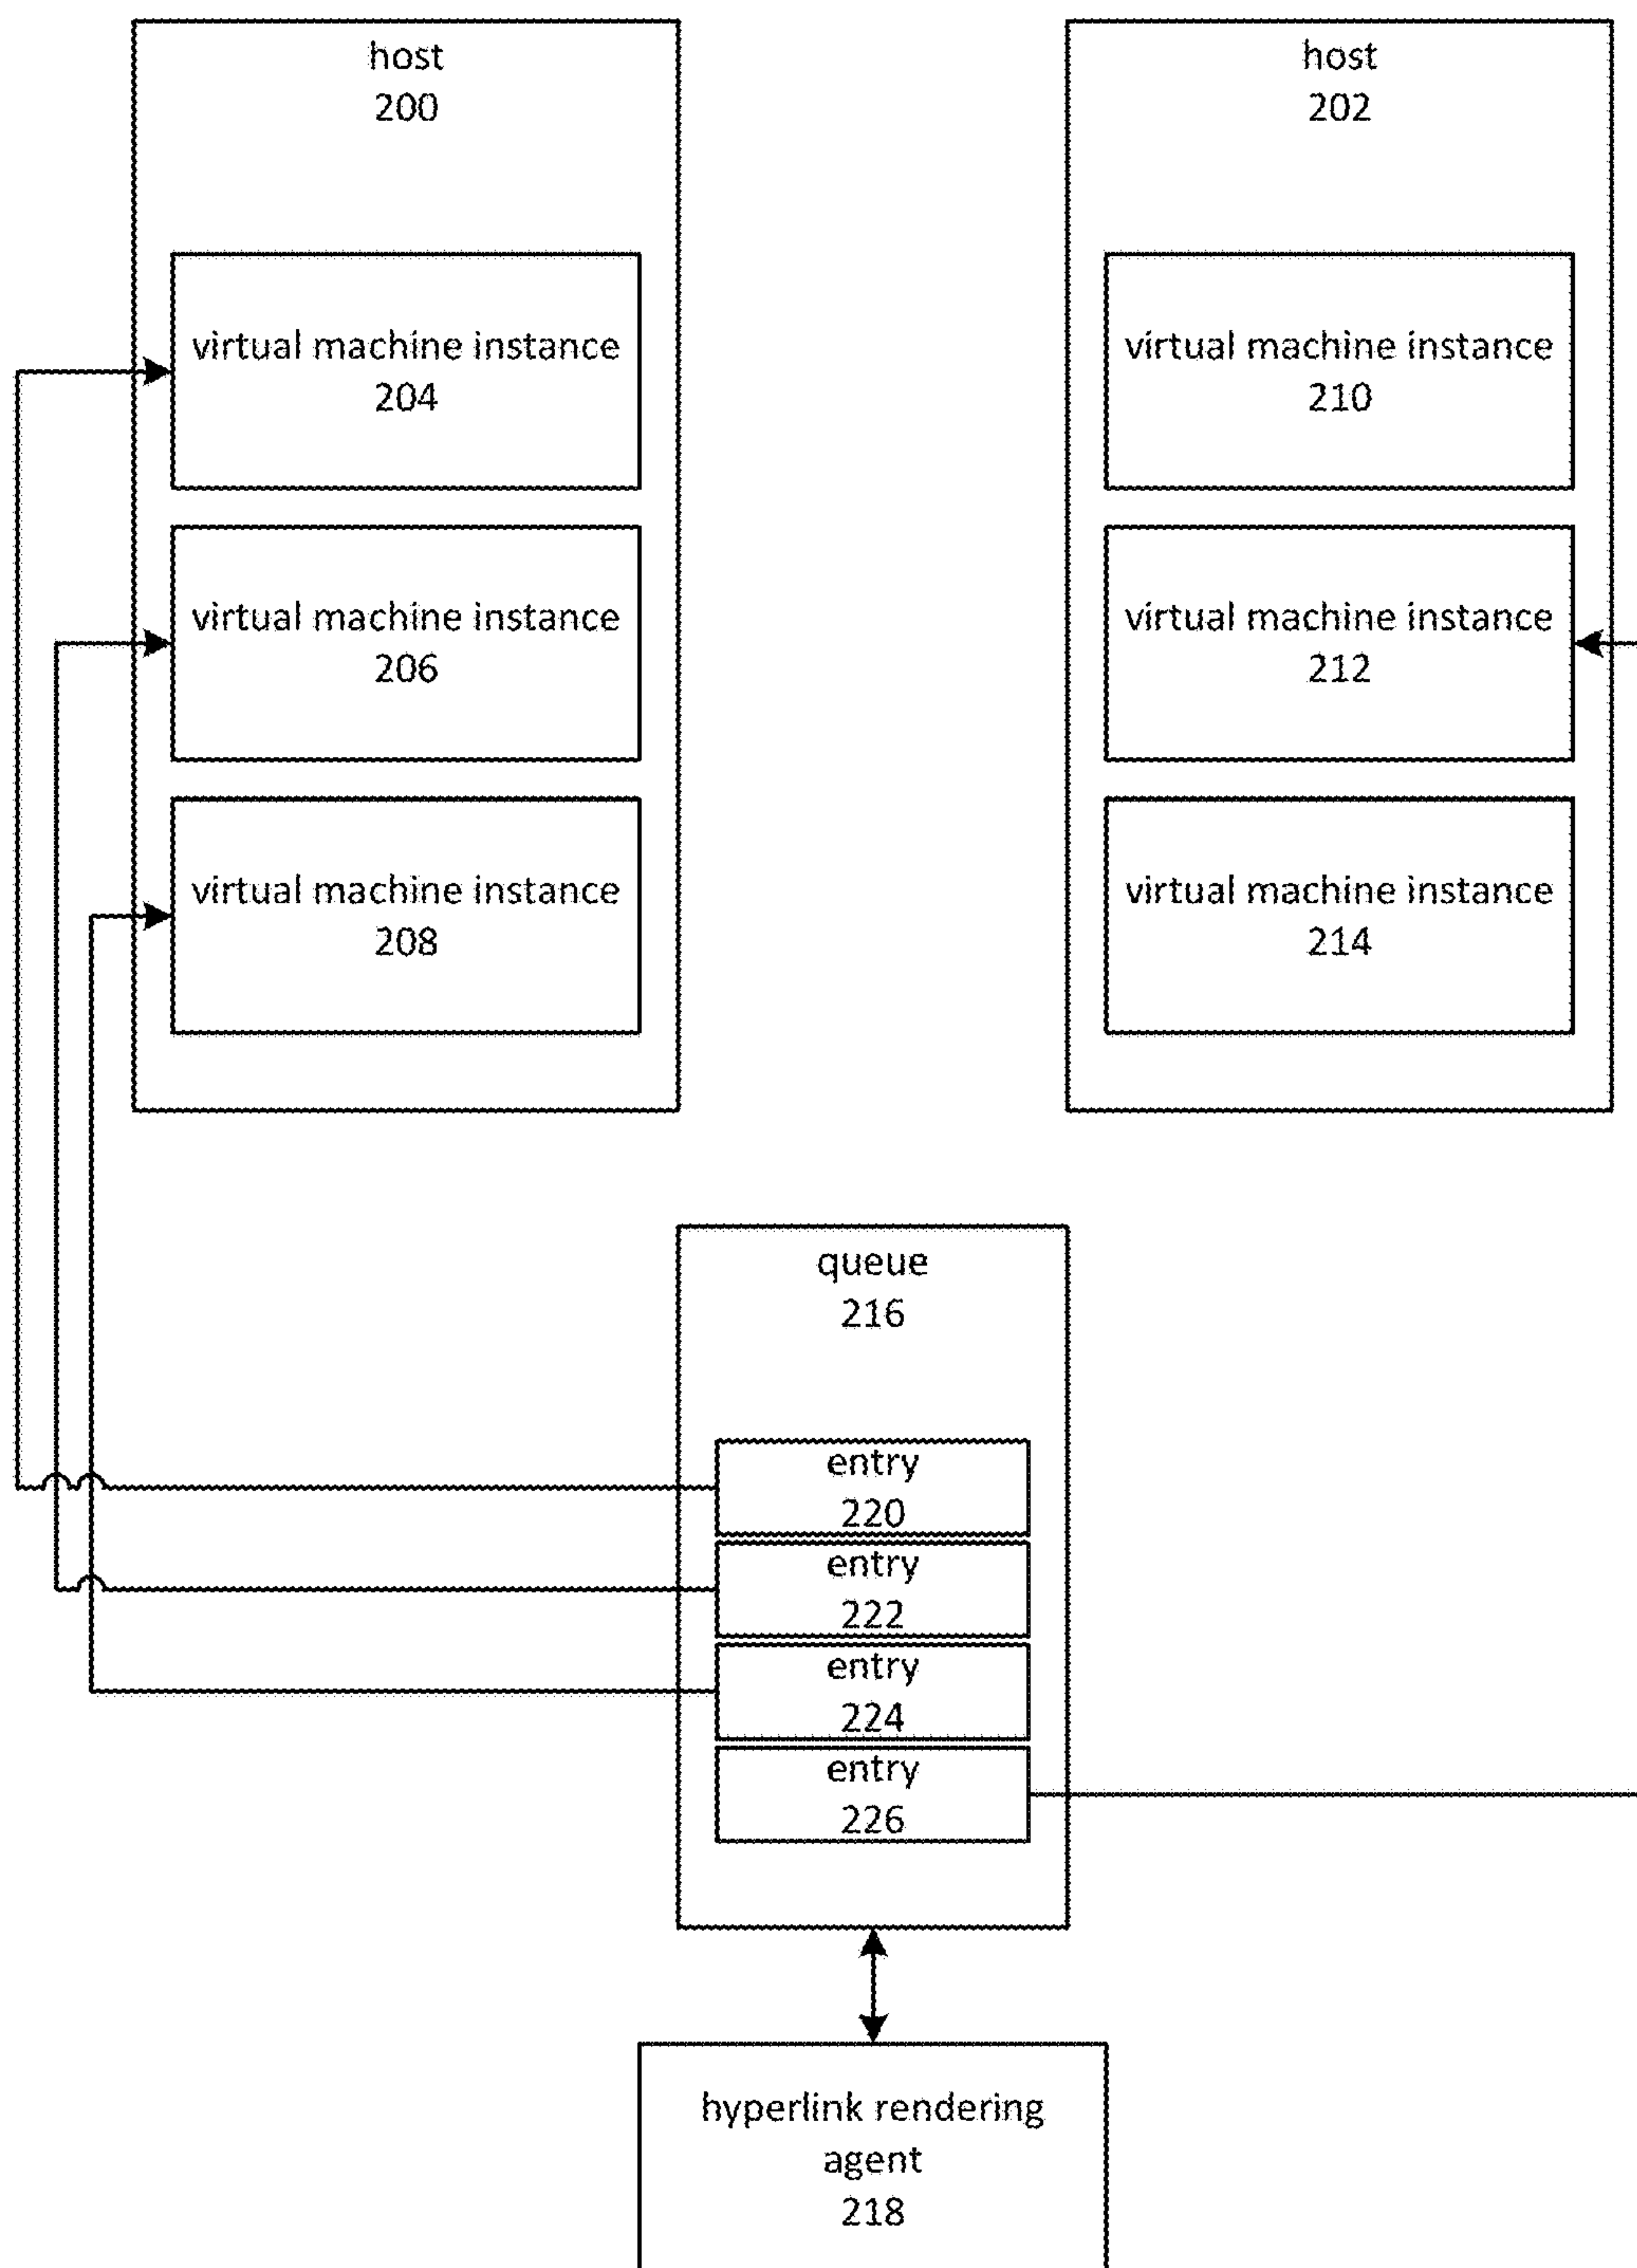 host
200
virtual machine instance
204
virtual machine instance
206
virtual machine instance
208
host
202
virtual machine instance
210
virtual machine instance
212
virtual machine instance
214
queue
216
entry
220
entry
222
entry
224
entry
226
hyperlink rendering
agent
218